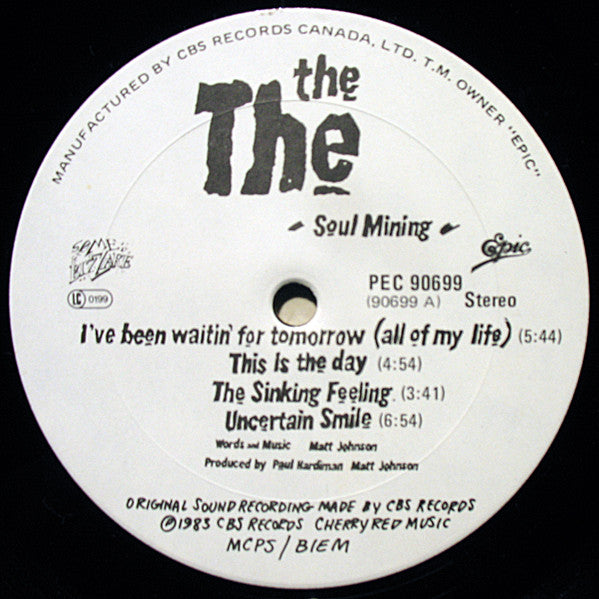 MANUFACTURED BY CBS RECORDS CANADA, LTD. T.M. OWNER "EPIC"
the
The
Soul Mining
SOME BIZZARE
Epic
LC 0199
PEC 90699
(90699 A) Stereo
I've been waitin' for tomorrow (all of my life) (5:44)
This is the day (4:54)
The Sinking Feeling. (3:41)
Uncertain Smile (6:54)
Words and Music Matt Johnson
Produced by Paul Hardiman Matt Johnson
ORIGINAL SOUND RECORDING MADE BY CBS RECORDS
℗1983 CBS RECORDS CHERRY RED MUSIC
MCPS/BIEM